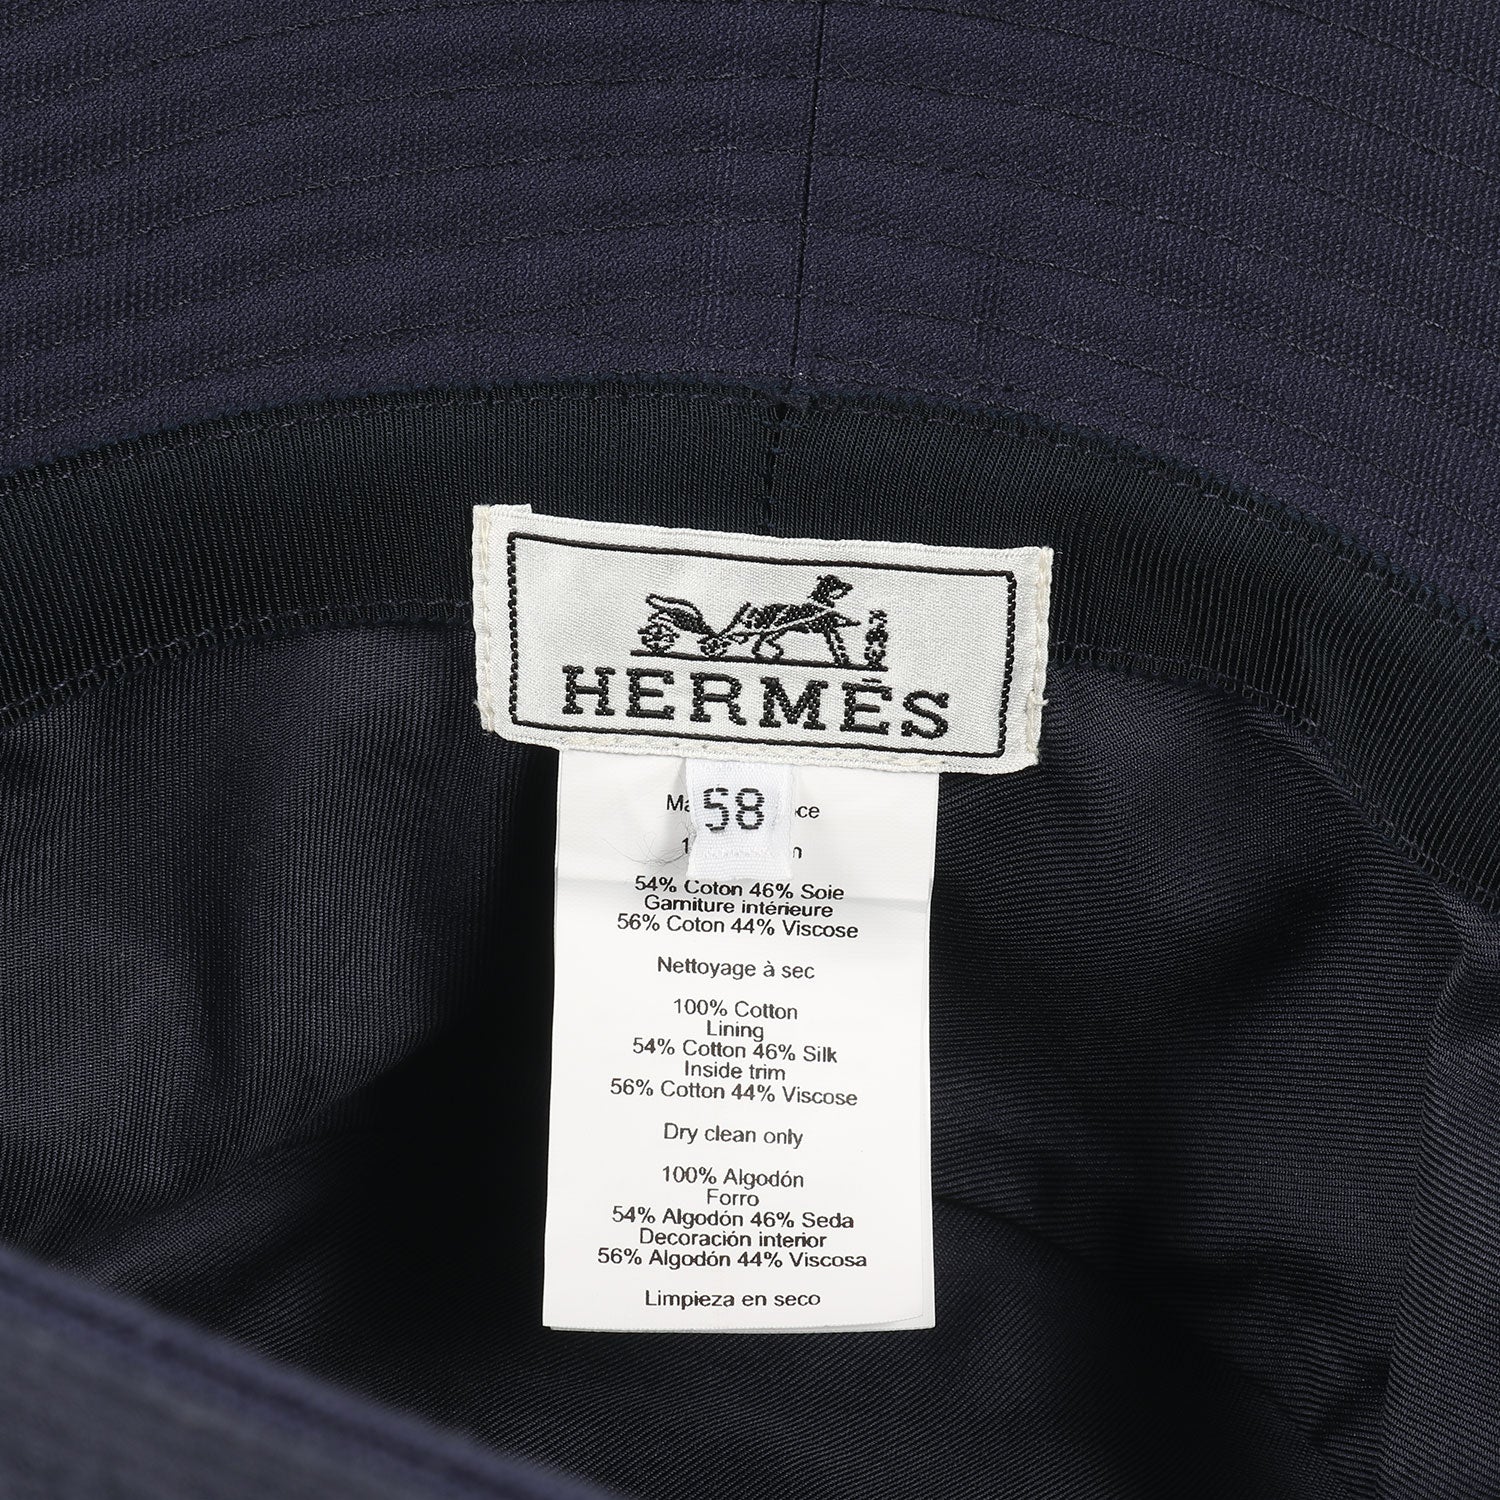 HERMÈS
58
54% Coton 46% Soie
Garniture intérieure
56% Coton 44% Viscose
Nettoyage à sec
100% Cotton
Lining
54% Cotton 46% Silk
Inside trim
56% Cotton 44% Viscose
Dry clean only
100% Algodón
Forro
54% Algodón 46% Seda
Decoración interior
56% Algodón 44% Viscosa
Limpieza en seco